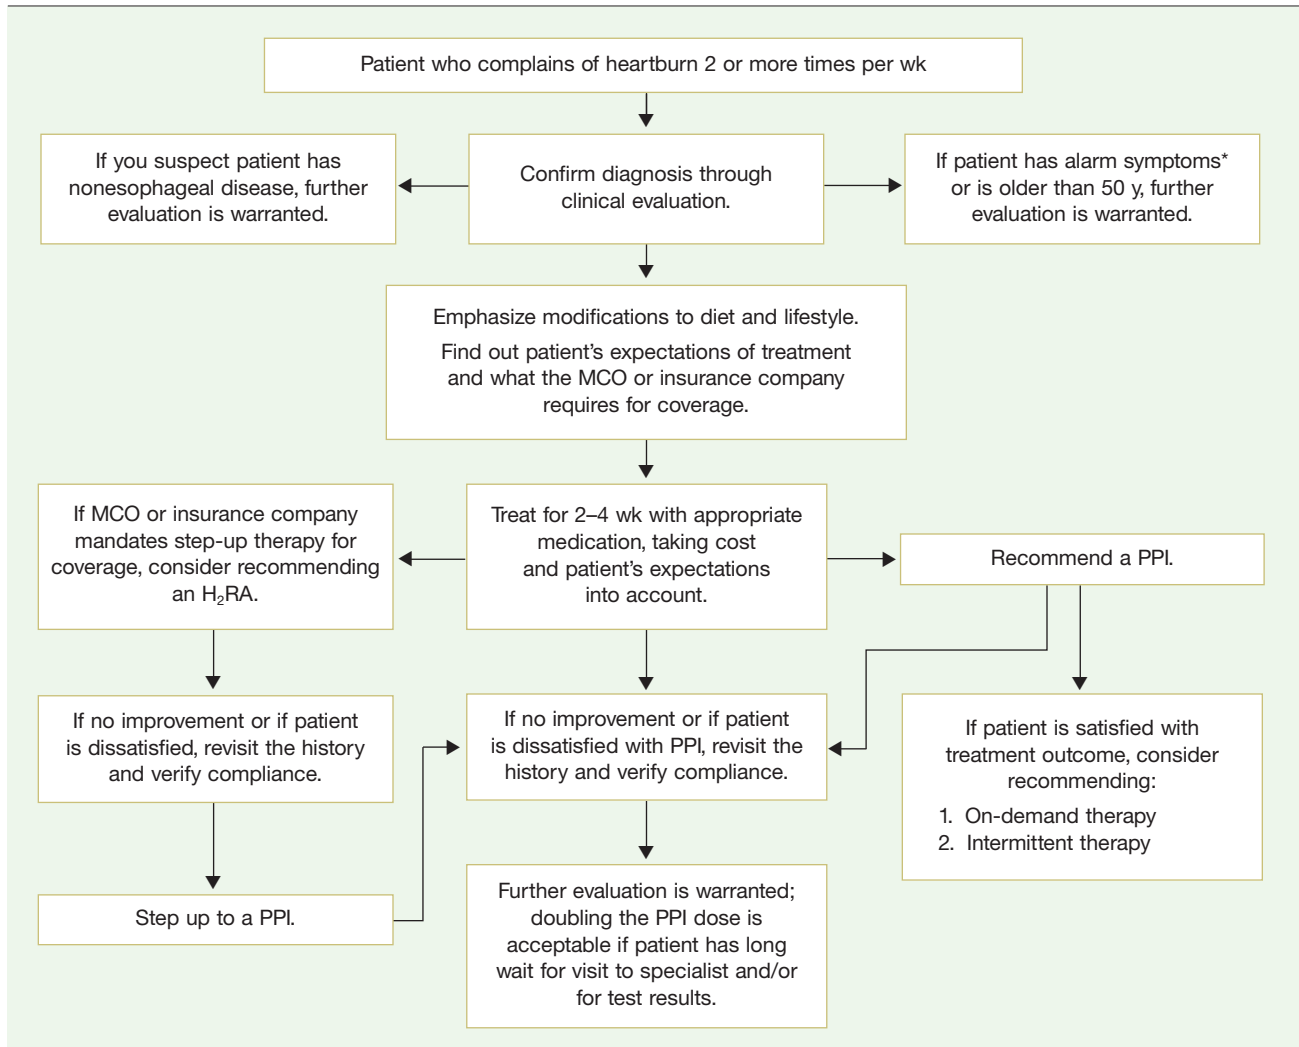 Patient who complains of heartburn 2 or more times per wk
If you suspect patient has
nonesophageal disease, further
evaluation is warranted.
Confirm diagnosis through
clinical evaluation.
If patient has alarm symptoms*
or is older than 50 y, further
evaluation is warranted.
Emphasize modifications to diet and lifestyle.
Find out patient’s expectations of treatment
and what the MCO or insurance company
requires for coverage.
If MCO or insurance company
mandates step-up therapy for
coverage, consider recommending
an H₂RA.
Treat for 2–4 wk with appropriate
medication, taking cost
and patient’s expectations
into account.
Recommend a PPI.
If no improvement or if patient
is dissatisfied, revisit the history
and verify compliance.
If no improvement or if patient
is dissatisfied with PPI, revisit the
history and verify compliance.
If patient is satisfied with
treatment outcome, consider
recommending:
1. On-demand therapy
2. Intermittent therapy
Step up to a PPI.
Further evaluation is warranted;
doubling the PPI dose is
acceptable if patient has long
wait for visit to specialist and/or
for test results.